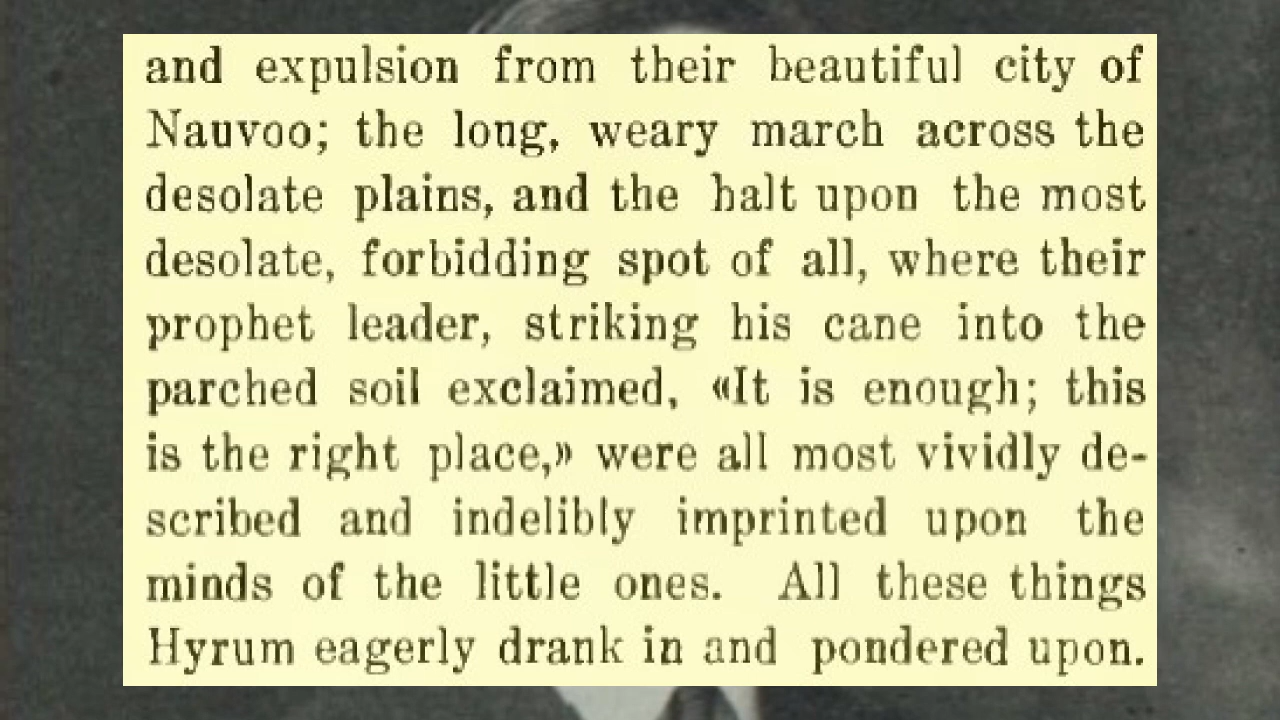 and expulsion from their beautiful city of
Nauvoo; the long, weary march across the
desolate plains, and the halt upon the most
desolate, forbidding spot of all, where their
prophet leader, striking his cane into the
parched soil exclaimed, «It is enough; this
is the right place,» were all most vividly de-
scribed and indelibly imprinted upon the
minds of the little ones. All these things
Hyrum eagerly drank in and pondered upon.